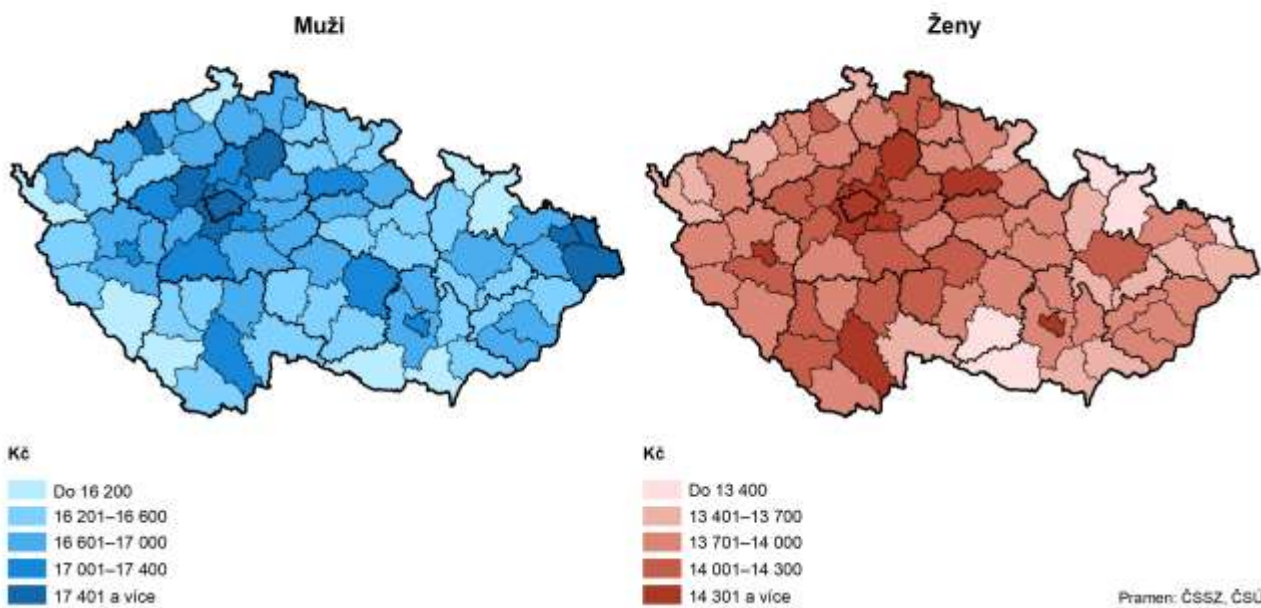 Muži
Ženy
Kč
Do 16 200
16 201–16 600
16 601–17 000
17 001–17 400
17 401 a více
Kč
Do 13 400
13 401–13 700
13 701–14 000
14 001–14 300
14 301 a více
Pramen: ČSSZ, ČSÚ